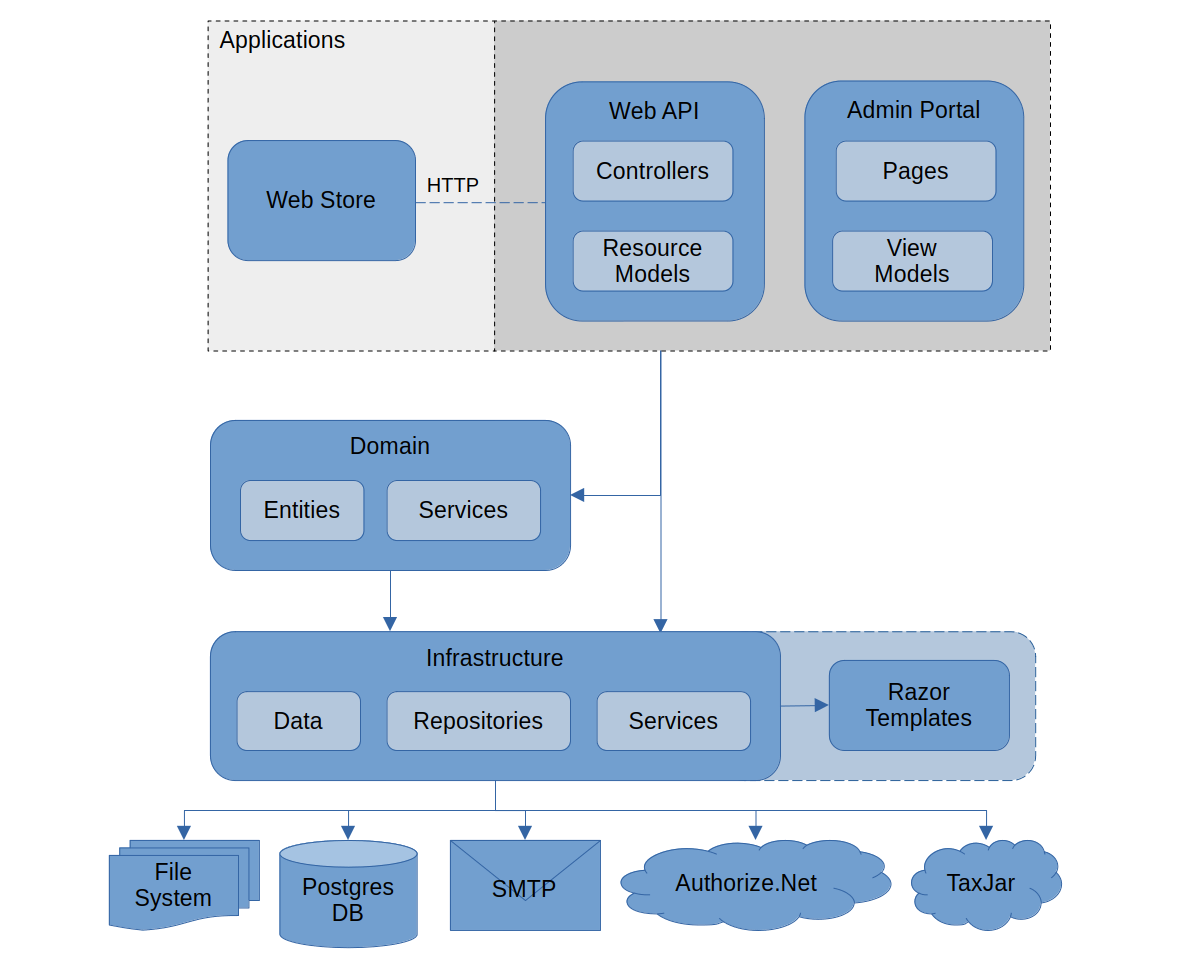 Applications
Web API
Admin Portal
Controllers
Pages
Web Store
HTTP
Resource
Models
View
Models
Domain
Entities
Services
Infrastructure
Data
Repositories
Services
Razor
Templates
File
System
Postgres
DB
SMTP
Authorize.Net
TaxJar